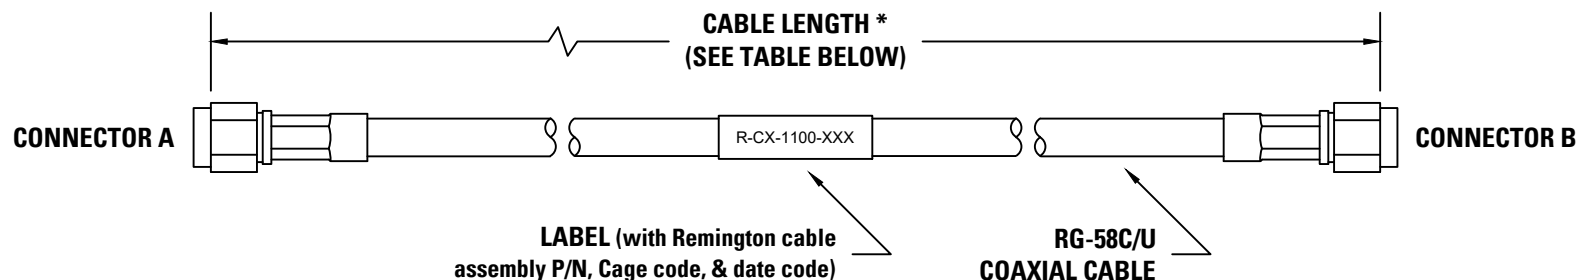 CABLE LENGTH *
(SEE TABLE BELOW)
CONNECTOR A
R-CX-1100-XXX
CONNECTOR B
LABEL (with Remington cable
assembly P/N, Cage code, & date code)
RG-58C/U
COAXIAL CABLE